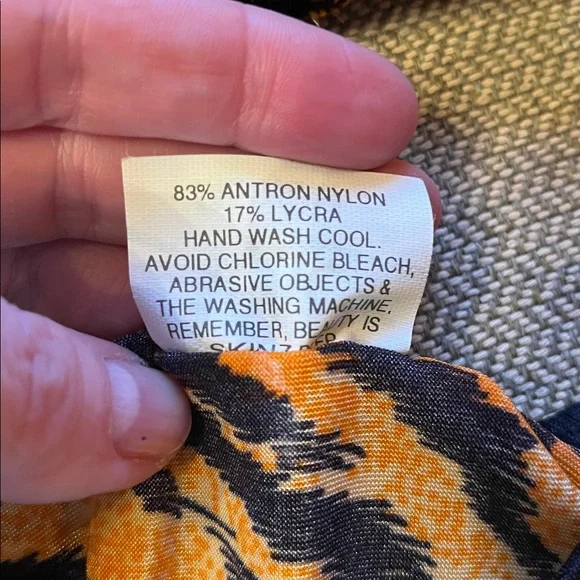 83% ANTRON NYLON
17% LYCRA
HAND WASH COOL.
AVOID CHLORINE BLEACH,
ABRASIVE OBJECTS &
THE WASHING MACHINE.
REMEMBER, BEAUTY IS